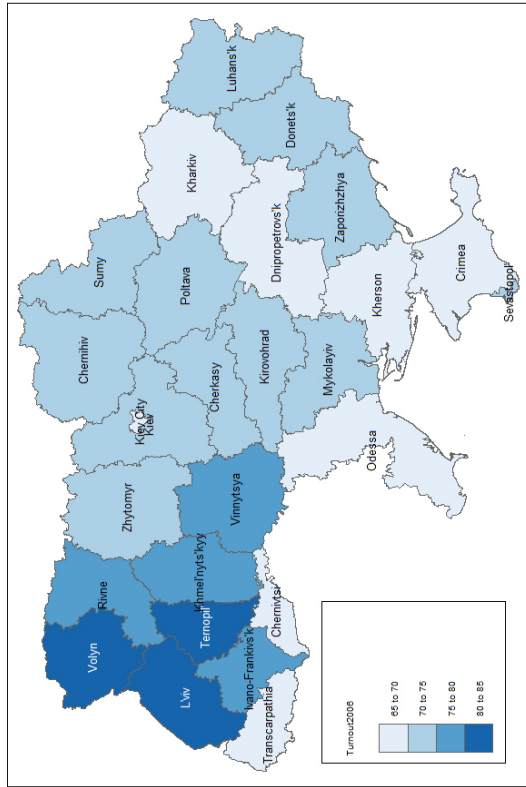 Volyn
Rivne
L'viv
Ternopil'
Khmel'nyts'kyy
Ivano-Frankivs'k
Transcarpathia
Chernivtsi
Zhytomyr
Vinnytsya
Kiev City
Kiev
Chernihiv
Sumy
Cherkasy
Poltava
Kirovohrad
Mykolayiv
Odessa
Kharkiv
Dnipropetrovs'k
Luhans'k
Donets'k
Zaporizhzhya
Kherson
Crimea
Sevastopol'
Turnout2006
65 to 70
70 to 75
75 to 80
80 to 85